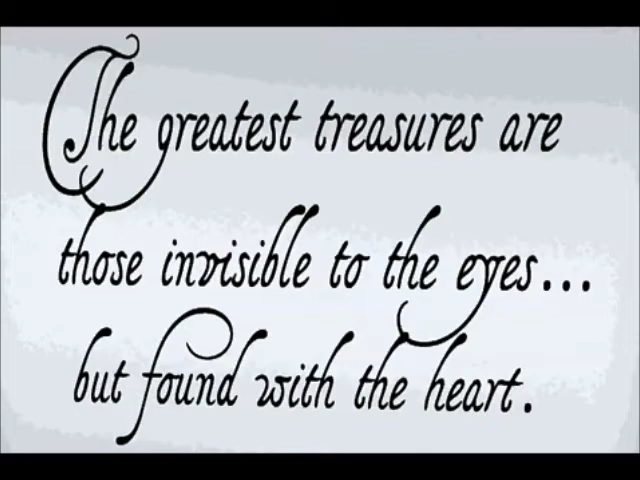 The greatest treasures are
those invisible to the eyes...
but found with the heart.